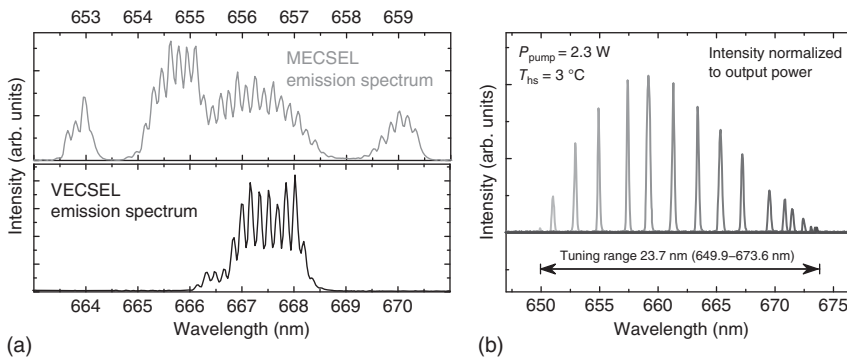 653 654 655 656 657 658 659
MECSEL
emission spectrum
VECSEL
emission spectrum
Intensity (arb. units)
664 665 666 667 668 669 670
Wavelength (nm)
(a)
P_pump = 2.3 W
T_hs = 3 °C
Intensity normalized
to output power
Intensity (arb. units)
Tuning range 23.7 nm (649.9–673.6 nm)
650 655 660 665 670 675
Wavelength (nm)
(b)